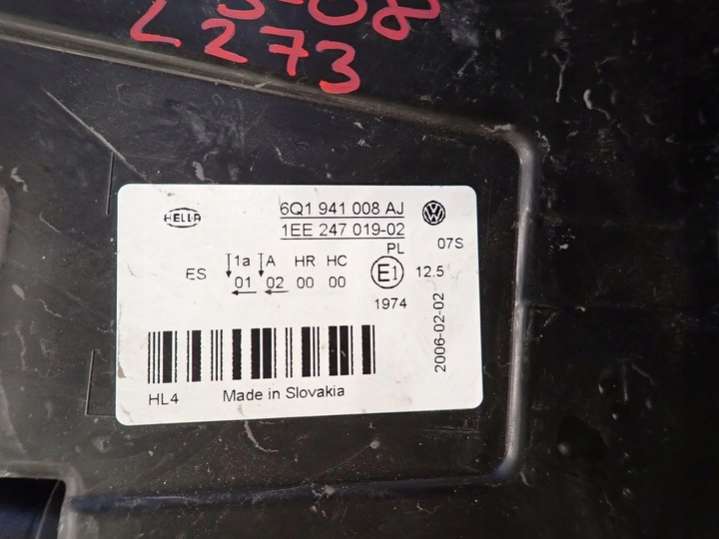 L273
HELLA
6Q1 941 008 AJ
1EE 247 019-02
PL
07S
ES
1a A HR HC
01 02 00 00
E1
12.5
1974
2006-02-02
HL4
Made in Slovakia